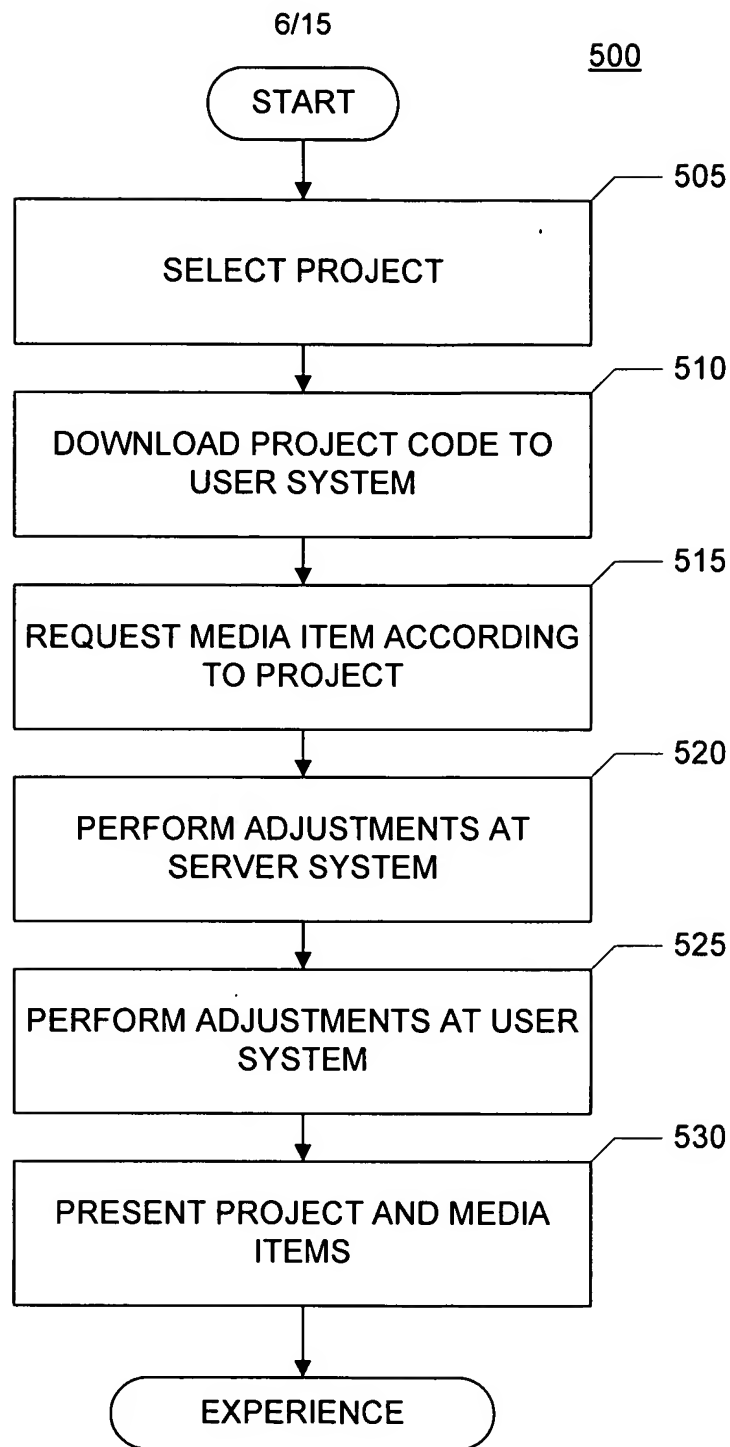 6/15
500
START
505
SELECT PROJECT
510
DOWNLOAD PROJECT CODE TO
USER SYSTEM
515
REQUEST MEDIA ITEM ACCORDING
TO PROJECT
520
PERFORM ADJUSTMENTS AT
SERVER SYSTEM
525
PERFORM ADJUSTMENTS AT USER
SYSTEM
530
PRESENT PROJECT AND MEDIA
ITEMS
EXPERIENCE